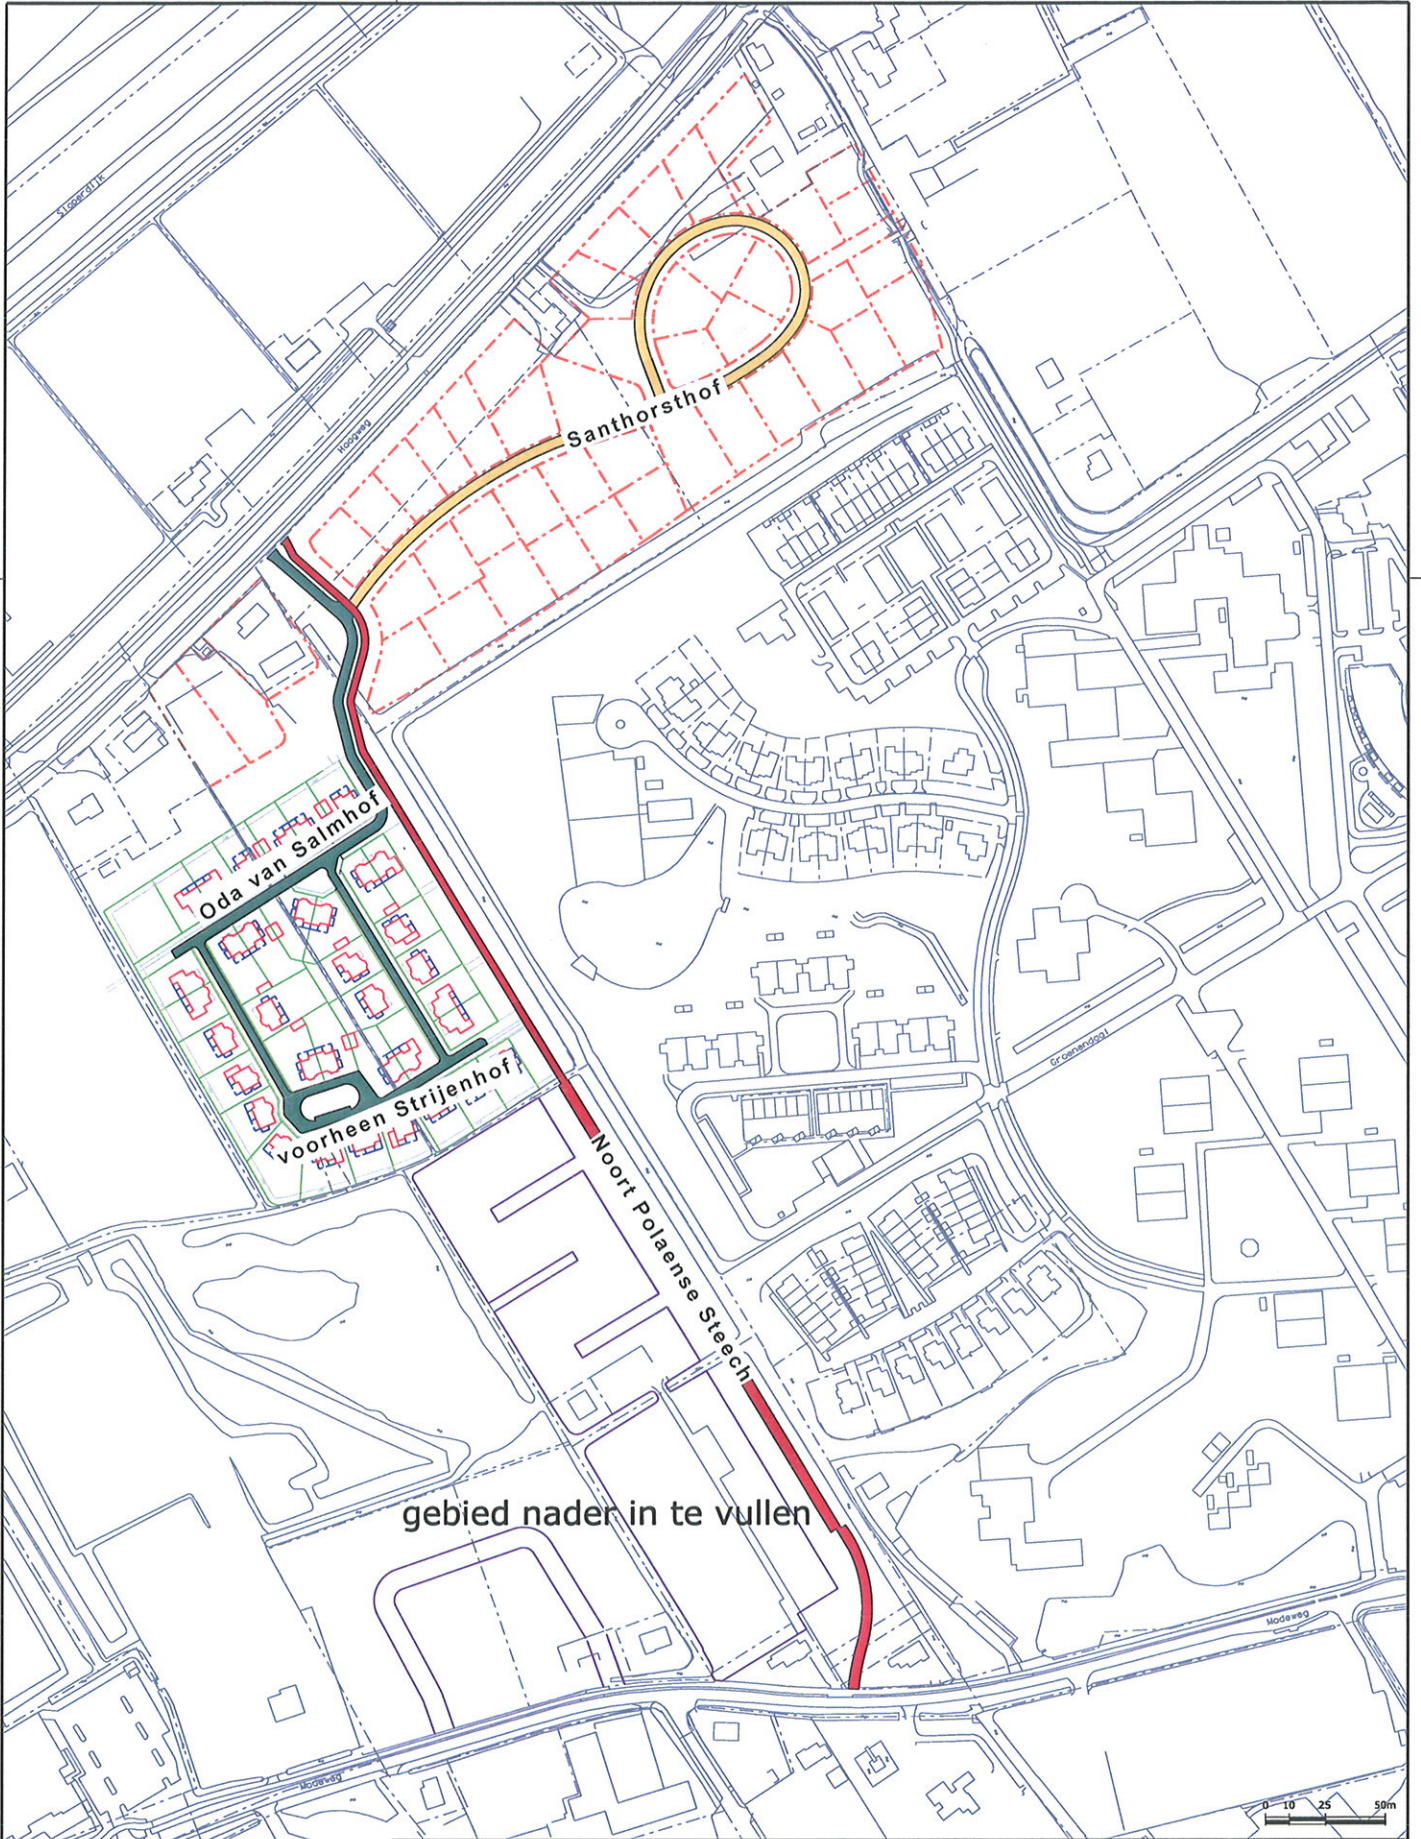 Sloperdijk
Hoogweg
Santhorsthof
Oda van Salmhof
voorheen Strijenhof
Groenendaal
Noort Polaense Steech
gebied nader in te vullen
Modeweg
Modeweg
0 10 25 50m